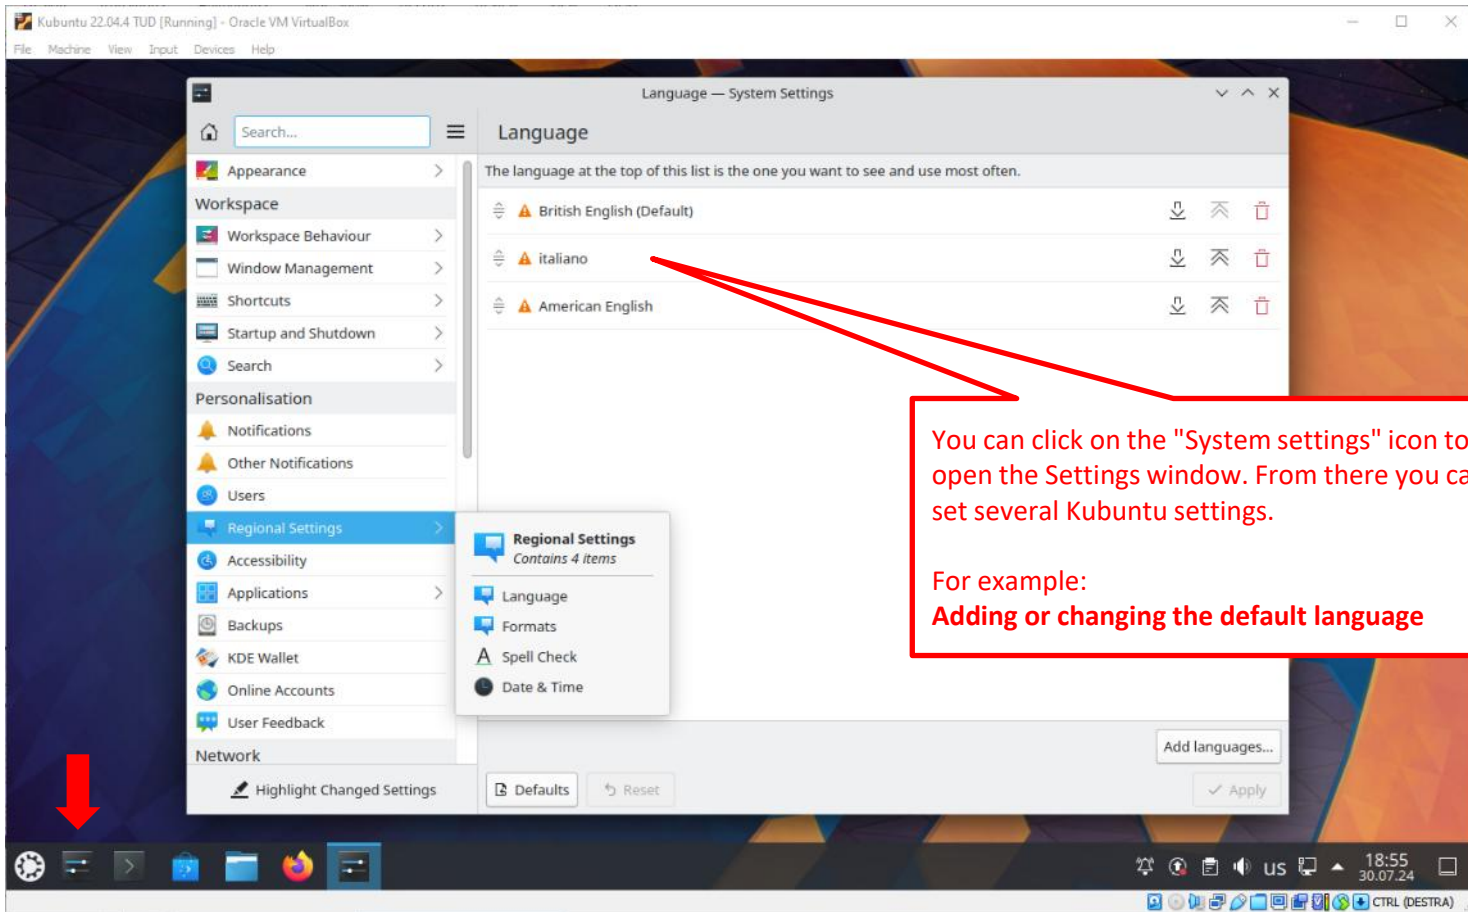 Kubuntu 22.04.4 TUD [Running] - Oracle VM VirtualBox
File Machine View Input Devices Help
Language — System Settings
Search...
Language
Appearance
The language at the top of this list is the one you want to see and use most often.
Workspace
British English (Default)
Workspace Behaviour
italiano
Window Management
American English
Shortcuts
Startup and Shutdown
Search
Personalisation
Notifications
Other Notifications
Users
Regional Settings
Accessibility
Applications
Backups
KDE Wallet
Online Accounts
User Feedback
Network
Highlight Changed Settings
Regional Settings
Contains 4 items
Language
Formats
A Spell Check
Date & Time
You can click on the "System settings" icon to
open the Settings window. From there you ca
set several Kubuntu settings.
For example:
Adding or changing the default language
Add languages...
Defaults
Reset
Apply
us
18:55
30.07.24
CTRL (DESTRA)